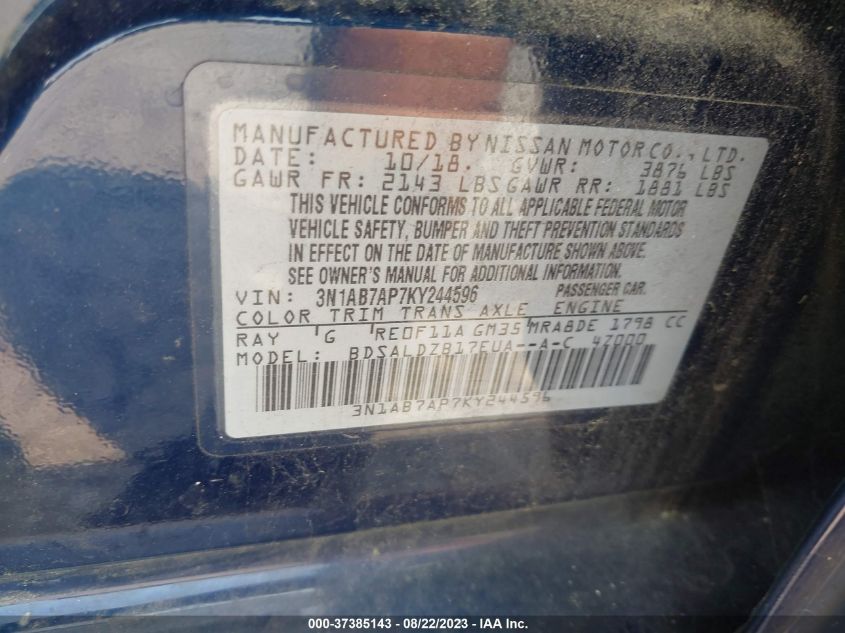 MANUFACTURED BY NISSAN MOTOR CO., LTD.
DATE: 10/18. GVWR: 3876 LBS
GAWR FR: 2143 LBS GAWR RR: 1881 LBS
THIS VEHICLE CONFORMS TO ALL APPLICABLE FEDERAL MOTOR
VEHICLE SAFETY, BUMPER AND THEFT PREVENTION STANDARDS
IN EFFECT ON THE DATE OF MANUFACTURE SHOWN ABOVE.
SEE OWNER'S MANUAL FOR ADDITIONAL INFORMATION.
VIN: 3N1AB7AP7KY244596 PASSENGER CAR.
COLOR TRIM TRANS AXLE ENGINE
RAY G RE0F11A GM35 MRA8DE 1798 CC
MODEL: BDSALDZB17EUA--A-C 47000
3N1AB7AP7KY244596
000-37385143 - 08/22/2023 - IAA Inc.